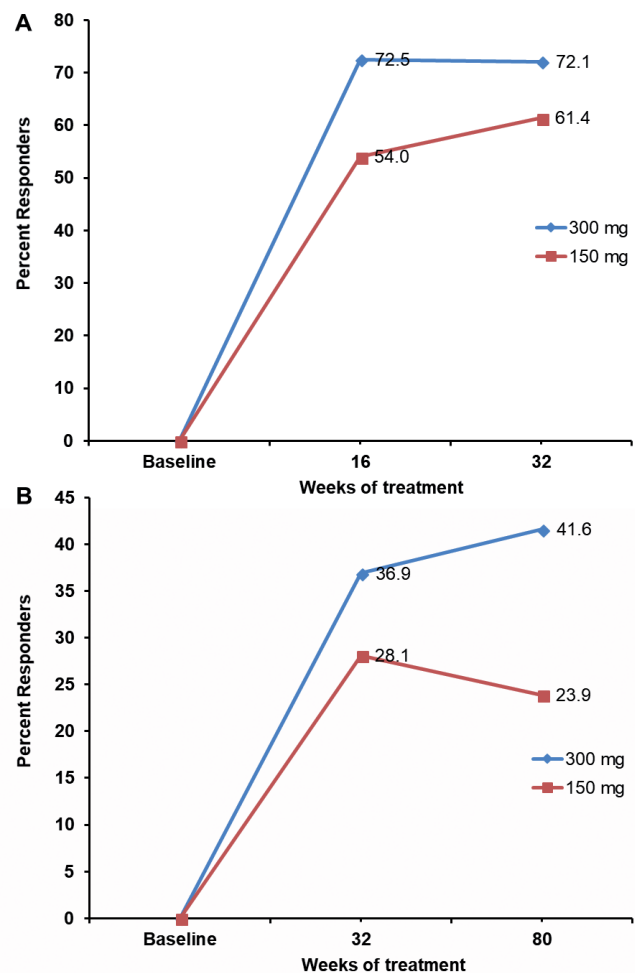 A
80
70
60
50
40
30
20
10
0
Percent Responders
72.5
72.1
54.0
61.4
300 mg
150 mg
Baseline 16 32
Weeks of treatment
B
45
40
35
30
25
20
15
10
5
0
Percent Responders
41.6
36.9
28.1
23.9
300 mg
150 mg
Baseline 32 80
Weeks of treatment